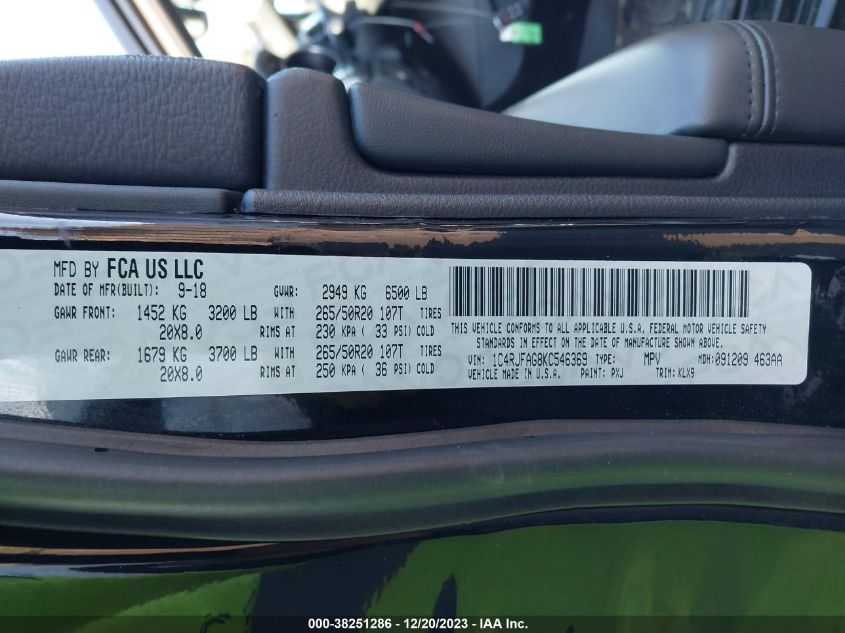 MFD BY FCA US LLC
DATE OF MFR(BUILT): 9-18 GVWR: 2949 KG 6500 LB
GAWR FRONT: 1452 KG 3200 LB WITH 265/50R20 107T TIRES
20X8.0 RIMS AT 230 KPA ( 33 PSI) COLD
GAWR REAR: 1679 KG 3700 LB WITH 265/50R20 107T TIRES
20X8.0 RIMS AT 250 KPA ( 36 PSI) COLD
THIS VEHICLE CONFORMS TO ALL APPLICABLE U.S.A. FEDERAL MOTOR VEHICLE SAFETY
STANDARDS IN EFFECT ON THE DATE OF MANUFACTURE SHOWN ABOVE.
VIN: 1C4RJFAG8KC546369 TYPE: MPV MDH: 091209 463AA
VEHICLE MADE IN U.S.A. PAINT: PXJ TRIM: KLX9
000-38251286 - 12/20/2023 - IAA Inc.